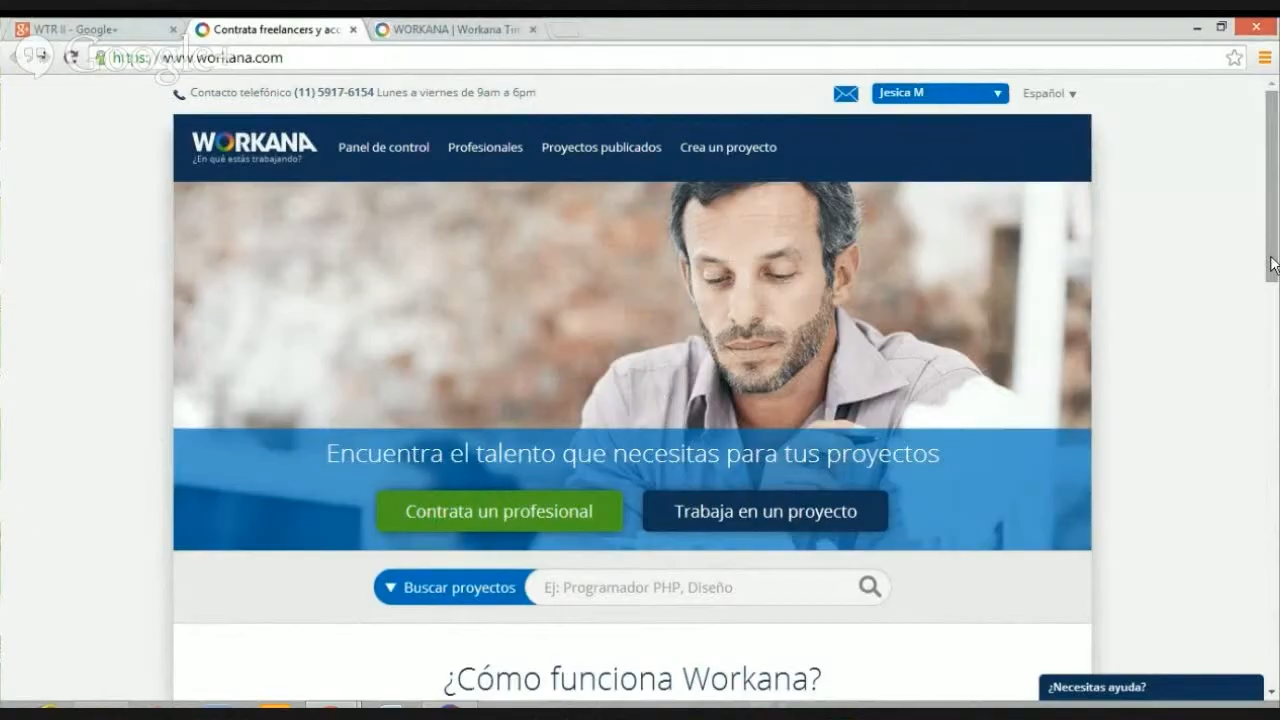 WTR II - Google+
Contrata freelancers y acc
WORKANA | Workana Tim
Google+
https://www.workana.com
Contacto telefónico (11) 5917-6154 Lunes a viernes de 9am a 6pm
Jesica M
Español
WORKANA
¿En qué estás trabajando?
Panel de control
Profesionales
Proyectos publicados
Crea un proyecto
Encuentra el talento que necesitas para tus proyectos
Contrata un profesional
Trabaja en un proyecto
Buscar proyectos
Ej: Programador PHP, Diseño
¿Cómo funciona Workana?
¿Necesitas ayuda?